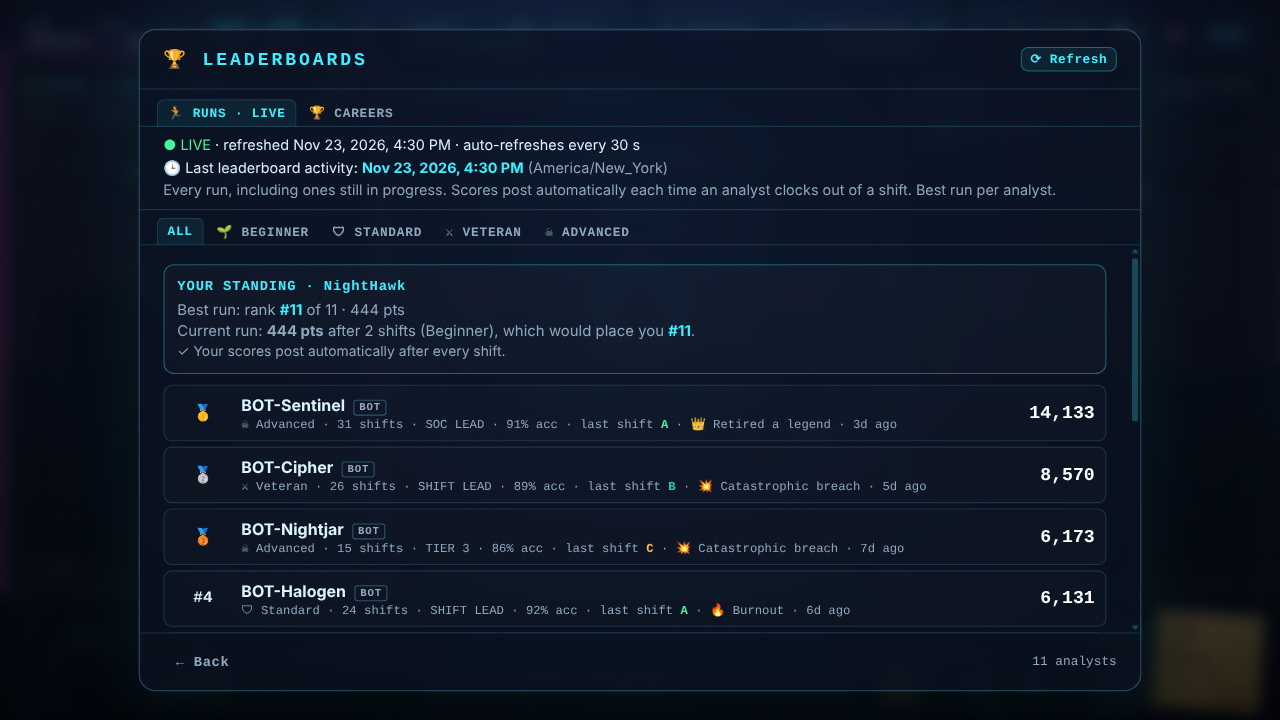 🏆 LEADERBOARDS
⟳ Refresh
🏃 RUNS · LIVE 🏆 CAREERS
● LIVE · refreshed Nov 23, 2026, 4:30 PM · auto-refreshes every 30 s
🕒 Last leaderboard activity: Nov 23, 2026, 4:30 PM (America/New_York)
Every run, including ones still in progress. Scores post automatically each time an analyst clocks out of a shift. Best run per analyst.
ALL 🌱 BEGINNER 🛡 STANDARD ⚔ VETERAN ☠ ADVANCED
YOUR STANDING · NightHawk
Best run: rank #11 of 11 · 444 pts
Current run: 444 pts after 2 shifts (Beginner), which would place you #11.
✓ Your scores post automatically after every shift.
🥇 BOT-Sentinel BOT
☠ Advanced · 31 shifts · SOC LEAD · 91% acc · last shift A · 👑 Retired a legend · 3d ago
14,133
🥈 BOT-Cipher BOT
⚔ Veteran · 26 shifts · SHIFT LEAD · 89% acc · last shift B · 💥 Catastrophic breach · 5d ago
8,570
🥉 BOT-Nightjar BOT
☠ Advanced · 15 shifts · TIER 3 · 86% acc · last shift C · 💥 Catastrophic breach · 7d ago
6,173
#4 BOT-Halogen BOT
🛡 Standard · 24 shifts · SHIFT LEAD · 92% acc · last shift A · 🔥 Burnout · 6d ago
6,131
← Back
11 analysts